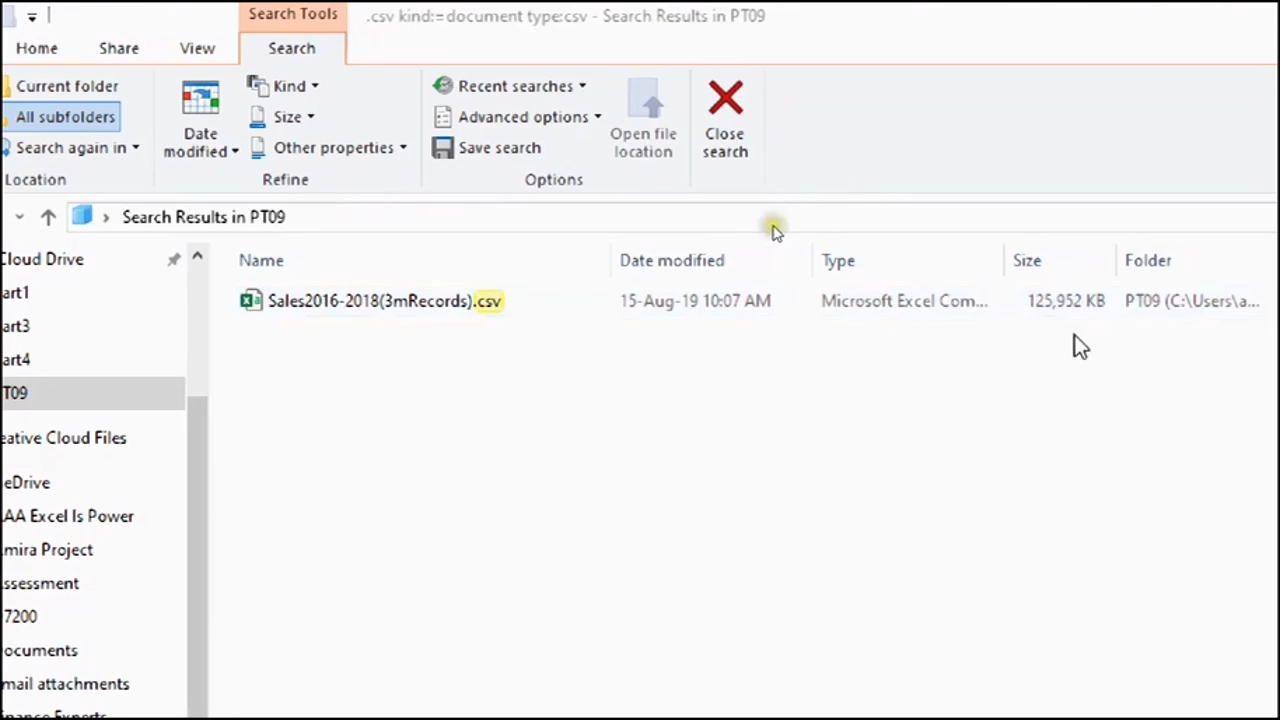 Search Tools
.csv kind:=document type:csv - Search Results in PT09
Home Share View Search
Current folder
All subfolders
Search again in
Location
Date modified
Kind
Size
Other properties
Refine
Recent searches
Advanced options
Save search
Options
Open file location
Close search
Search Results in PT09
Name Date modified Type Size Folder
Sales2016-2018(3mRecords).csv 15-Aug-19 10:07 AM Microsoft Excel Com... 125,952 KB PT09 (C:\Users\a...
Cloud Drive
art1
art3
art4
T09
eative Cloud Files
eDrive
AA Excel Is Power
mira Project
ssessment
7200
ocuments
mail attachments
inance Experts